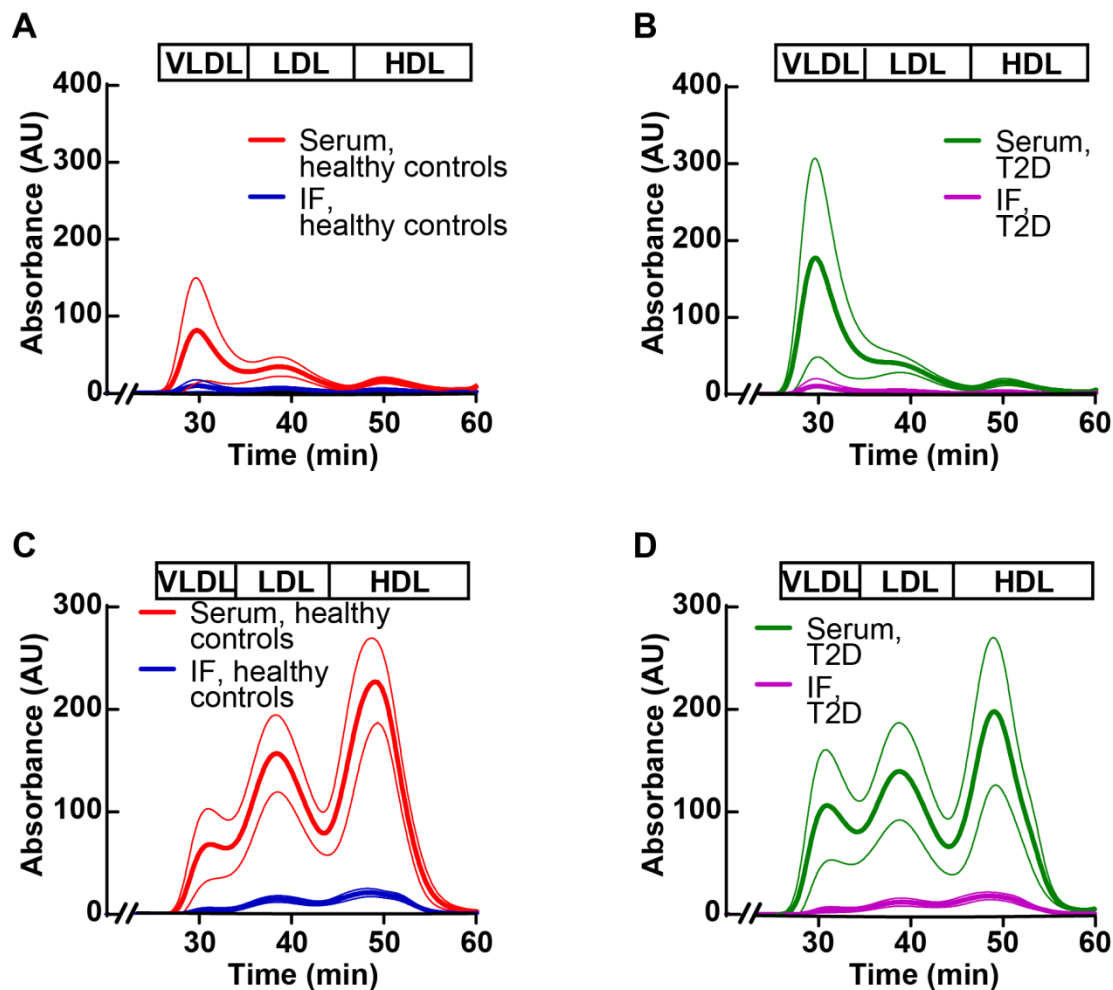 A
VLDL LDL HDL
400
300
200
100
0
Absorbance (AU)
Serum,
healthy controls
IF,
healthy controls
30 40 50 60
Time (min)
B
VLDL LDL HDL
400
300
200
100
0
Absorbance (AU)
Serum,
T2D
IF,
T2D
30 40 50 60
Time (min)
C
VLDL LDL HDL
300
200
100
0
Absorbance (AU)
Serum, healthy
controls
IF, healthy
controls
30 40 50 60
Time (min)
D
VLDL LDL HDL
300
200
100
0
Absorbance (AU)
Serum,
T2D
IF,
T2D
30 40 50 60
Time (min)